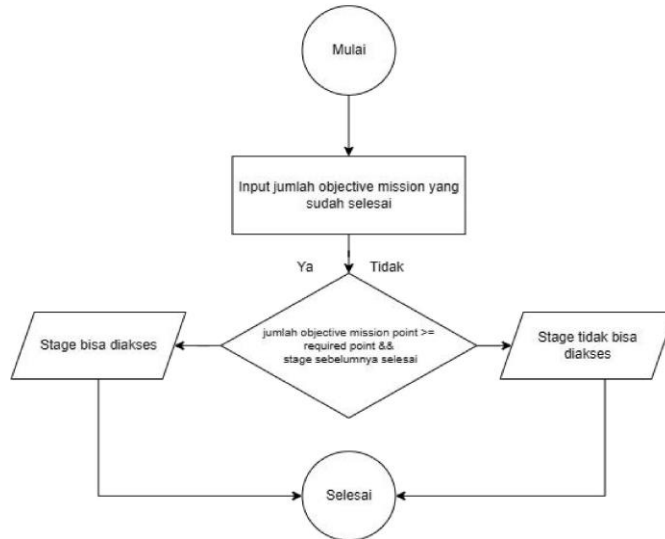 Mulai
Input jumlah objective mission yang
sudah selesai
Ya
Tidak
jumlah objective mission point >=
required point &&
stage sebelumnya selesai
Stage bisa diakses
Stage tidak bisa
diakses
Selesai